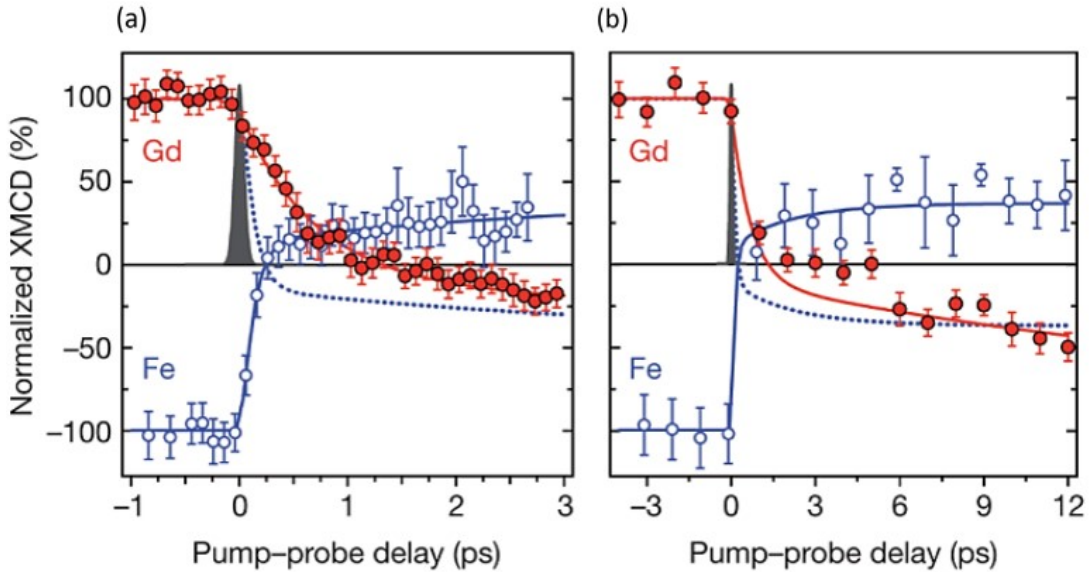 (a)
(b)
Normalized XMCD (%)
100
50
0
−50
−100
Gd
Fe
−1
0
1
2
3
Pump–probe delay (ps)
Gd
Fe
−3
0
3
6
9
12
Pump–probe delay (ps)